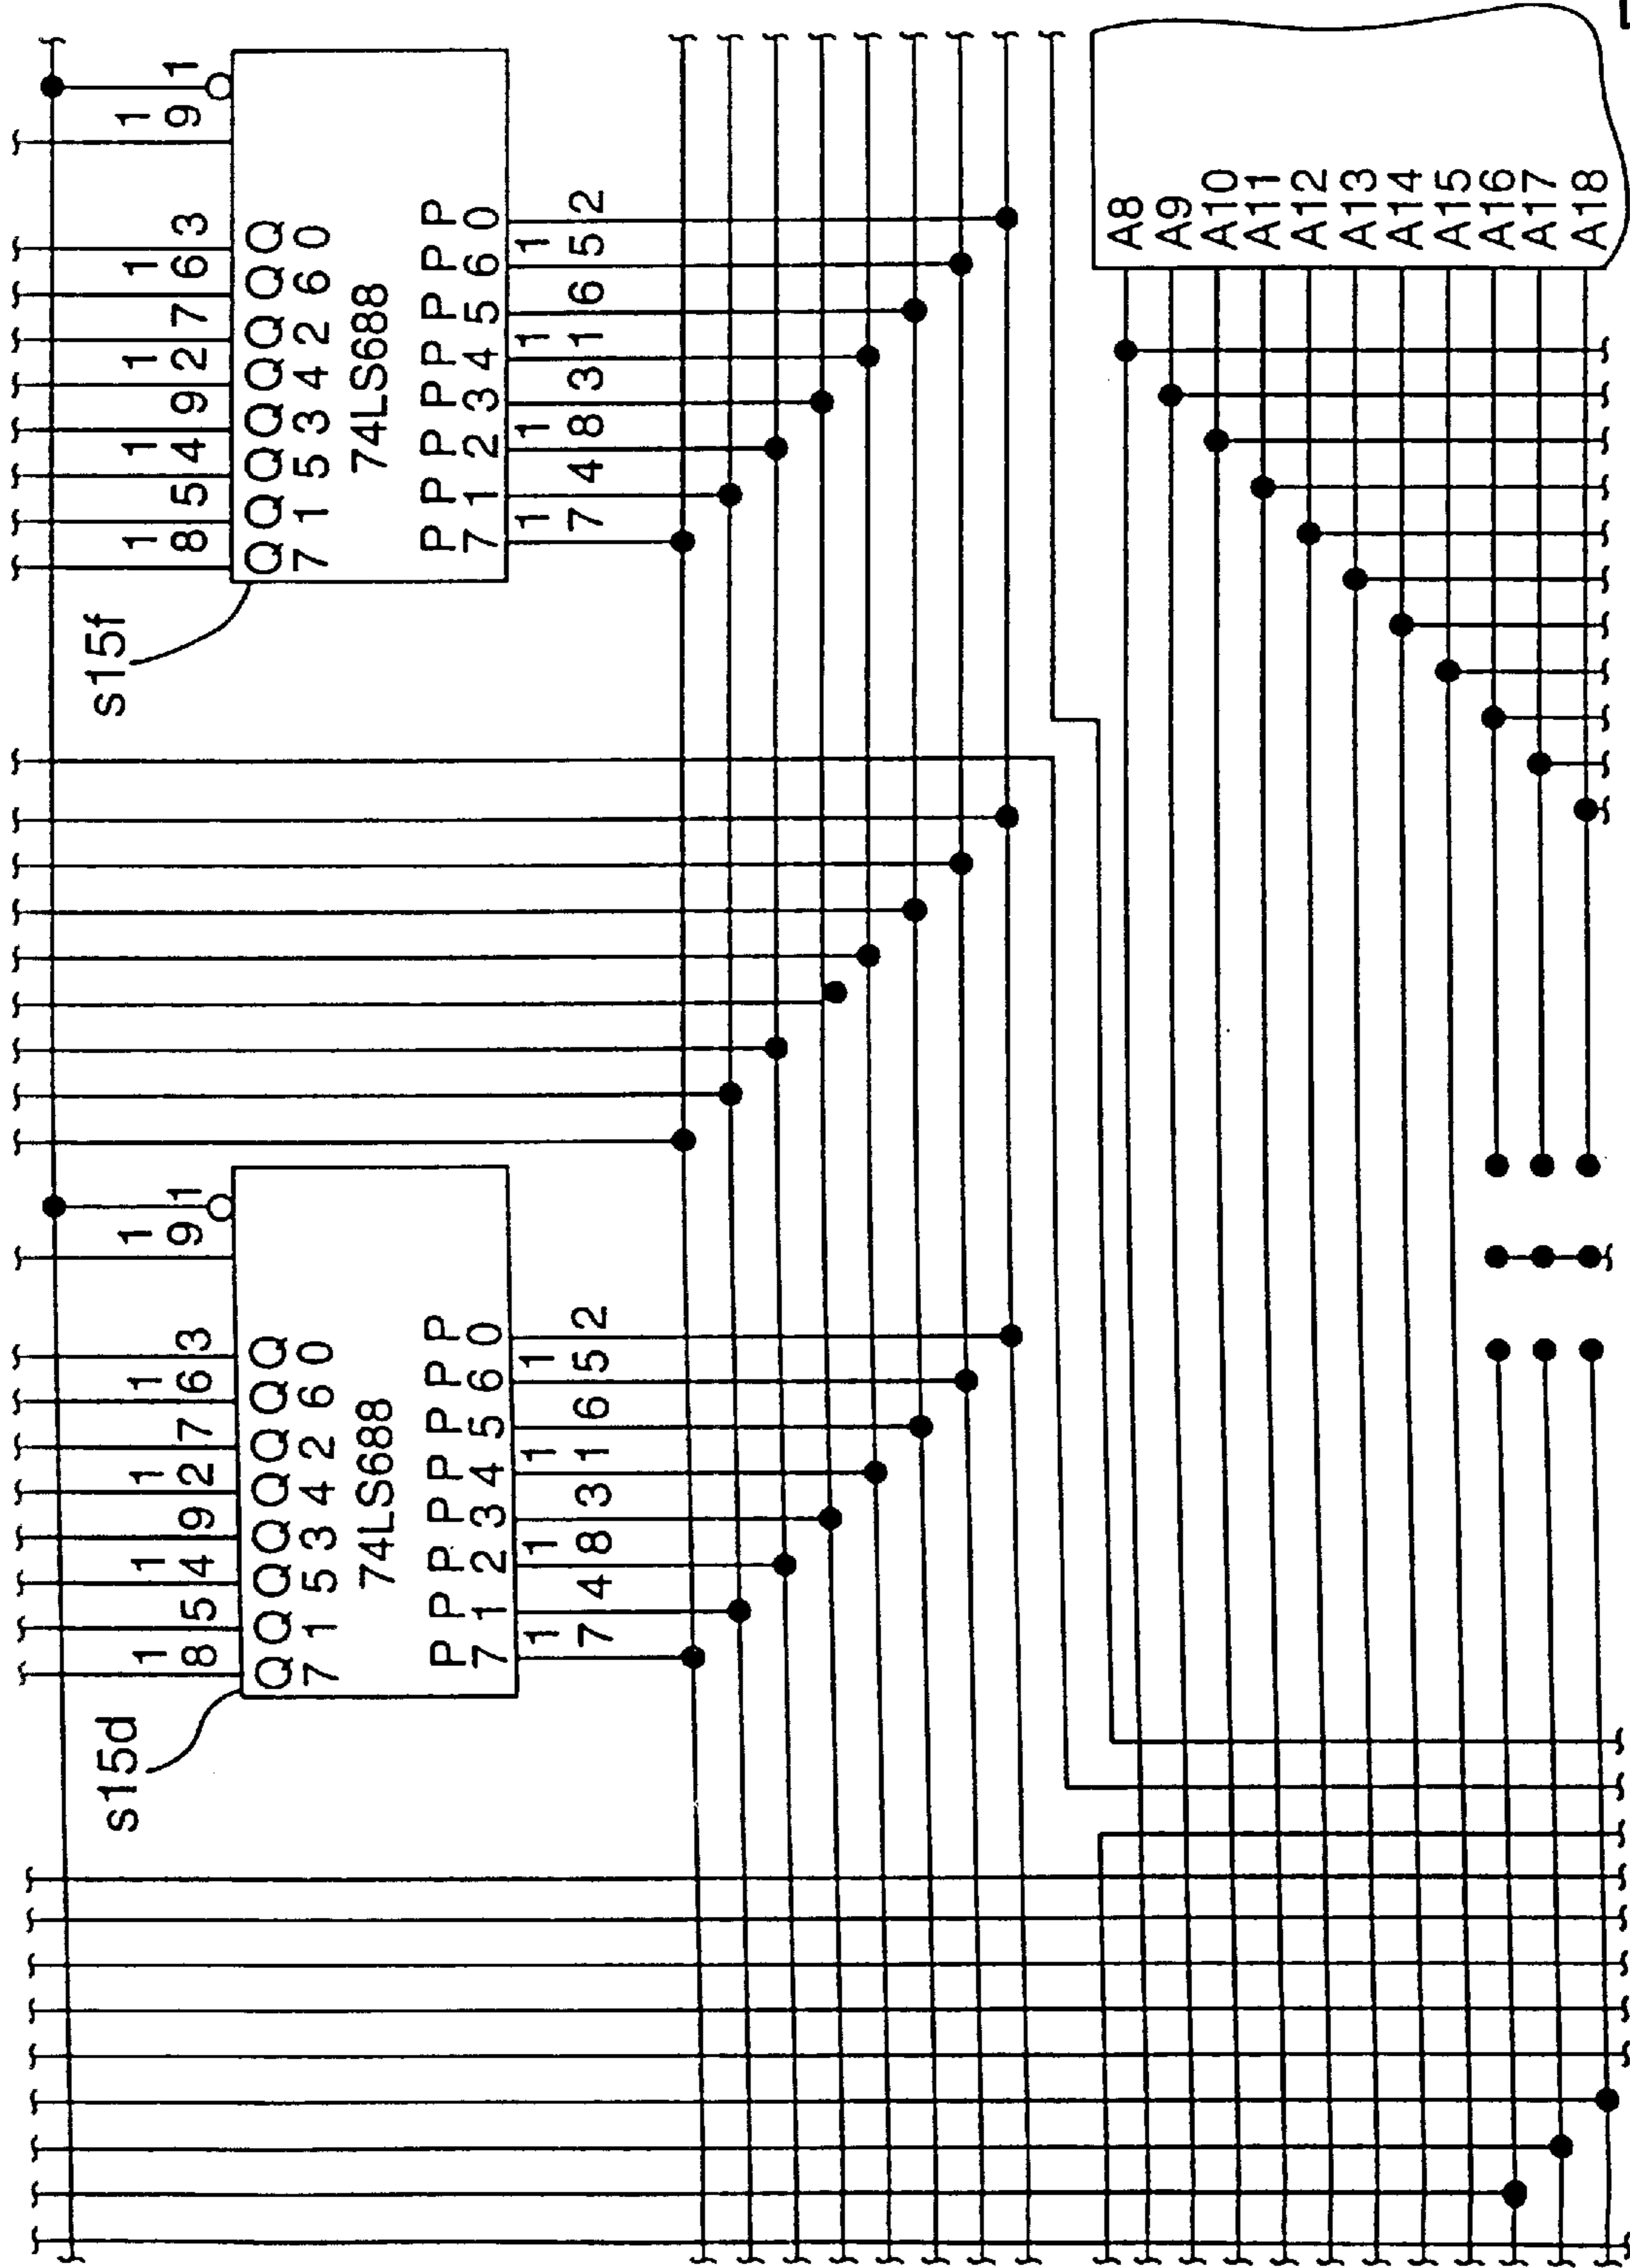 s15d
18 5 14 9 12 7 16 3 19 1
Q7 Q1 Q5 Q3 Q4 Q2 Q6 Q0
74LS688
P7 P1 P2 P3 P4 P5 P6 P0
17 4 18 3 11 6 15 2
s15f
18 5 14 9 12 7 16 3 19 1
Q7 Q1 Q5 Q3 Q4 Q2 Q6 Q0
74LS688
P7 P1 P2 P3 P4 P5 P6 P0
17 4 18 3 11 6 15 2
A8
A9
A10
A11
A12
A13
A14
A15
A16
A17
A18